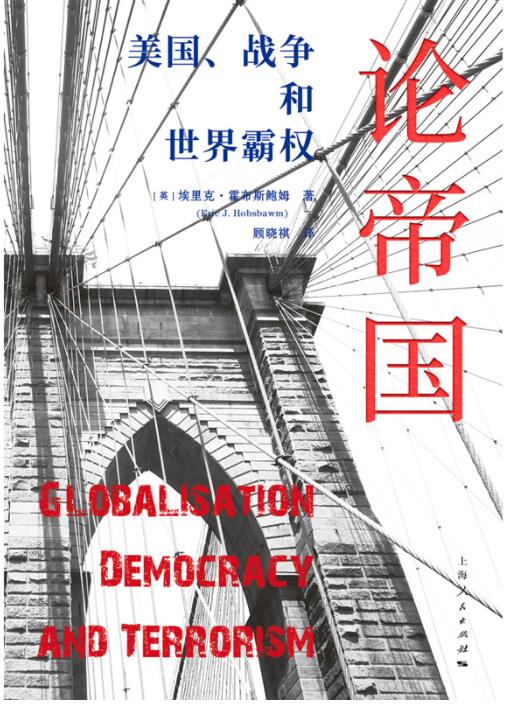 论帝国
美国、战争
和
世界霸权
[英]埃里克·霍布斯鲍姆 著
(Eric J. Hobsbawm)
顾晓祺 译
GLOBALISATION
DEMOCRACY
AND TERRORISM
上海人民出版社